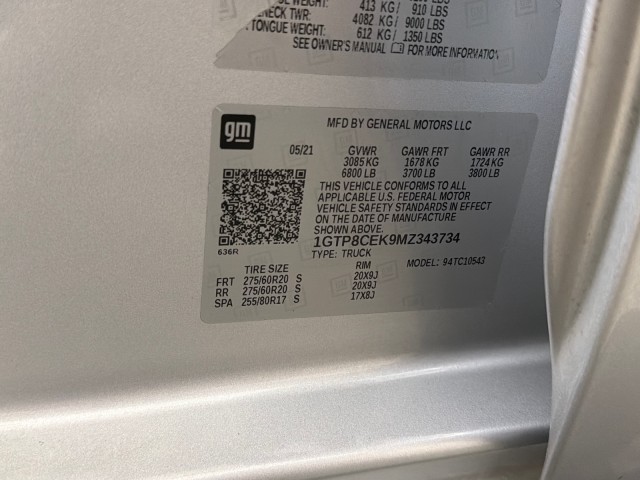 413 KG / 910 LBS
TWR: 4082 KG / 9000 LBS
TONGUE WEIGHT: 612 KG / 1350 LBS
SEE OWNER'S MANUAL FOR MORE INFORMATION
gm
MFD BY GENERAL MOTORS LLC
05/21 GVWR GAWR FRT GAWR RR
3085 KG 1678 KG 1724 KG
6800 LB 3700 LB 3800 LB
THIS VEHICLE CONFORMS TO ALL
APPLICABLE U.S. FEDERAL MOTOR
VEHICLE SAFETY STANDARDS IN EFFECT
ON THE DATE OF MANUFACTURE
SHOWN ABOVE.
636R
1GTP8CEK9MZ343734
TYPE: TRUCK MODEL: 94TC10543
TIRE SIZE RIM
FRT 275/60R20 S 20X9J
RR 275/60R20 S 20X9J
SPA 255/80R17 S 17X8J